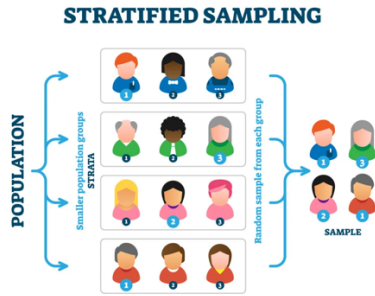 STRATIFIED SAMPLING
POPULATION
Smaller population groups
STRATA
1 2 3
1 2 3
1 2 3
1 2 3
Random sample from each group
1 3
2 1
SAMPLE